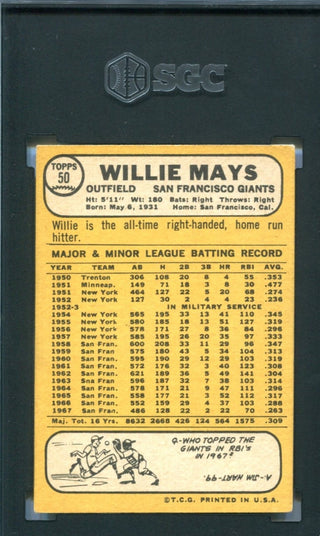 SGC
TOPPS
50
WILLIE MAYS
OUTFIELD SAN FRANCISCO GIANTS
Ht: 5'11" Wt: 180 Bats: Right Throws: Right
Born: May 6, 1931 Home: San Francisco, Cal.
Willie is the all-time right-handed, home run
hitter.
MAJOR & MINOR LEAGUE BATTING RECORD
YEAR TEAM AB H 2B 3B HR RBI AVG.
1950 Trenton 306 108 20 8 4 55 .353
1951 Minneap. 149 71 18 3 8 30 .477
1951 New York 464 127 22 5 20 68 .274
1952 New York 127 30 2 4 4 23 .236
1952-3 IN MILITARY SERVICE
1954 New York 565 195 33 13 41 110 .345
1955 New York 580 185 18 13 51 127 .319
1956 New York 578 171 27 8 36 84 .296
1957 New York 585 195 26 20 35 97 .333
1958 San Fran. 600 208 33 11 29 96 .347
1959 San Fran 575 180 43 5 34 104 .313
1960 San Fran. 595 190 29 12 29 103 .319
1961 San Fran. 572 176 32 3 40 123 .308
1962 San Fran. 621 189 36 5 49 141 .304
1963 Sna Fran. 596 187 32 7 38 103 .314
1964 San Fran. 578 171 21 9 47 111 .296
1965 San Fran. 558 177 21 3 52 112 .317
1966 San Fran. 552 159 29 4 37 103 .288
1967 San Fran. 486 128 22 2 22 70 .263
Maj. Tot. 16 Yrs. 8632 2668 426 124 564 1575 .309
Q-WHO TOPPED THE
GIANTS IN RBI'S
IN 1967?
A-JIM HART-99.
©T.C.G. PRINTED IN U.S.A.